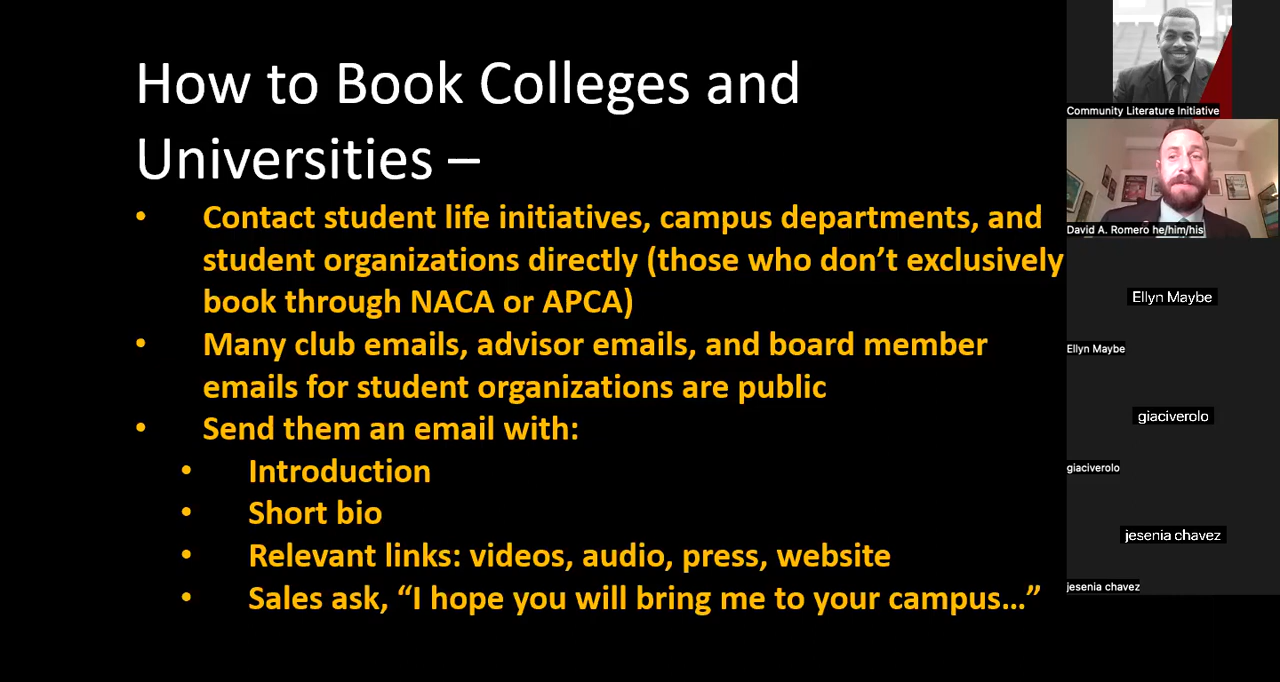 How to Book Colleges and
Universities –
• Contact student life initiatives, campus departments, and
student organizations directly (those who don’t exclusively
book through NACA or APCA)
• Many club emails, advisor emails, and board member
emails for student organizations are public
• Send them an email with:
• Introduction
• Short bio
• Relevant links: videos, audio, press, website
• Sales ask, “I hope you will bring me to your campus…”
Community Literature Initiative
David A. Romero he/him/his
Ellyn Maybe
Ellyn Maybe
giaciverolo
giaciverolo
jesenia chavez
jesenia chavez